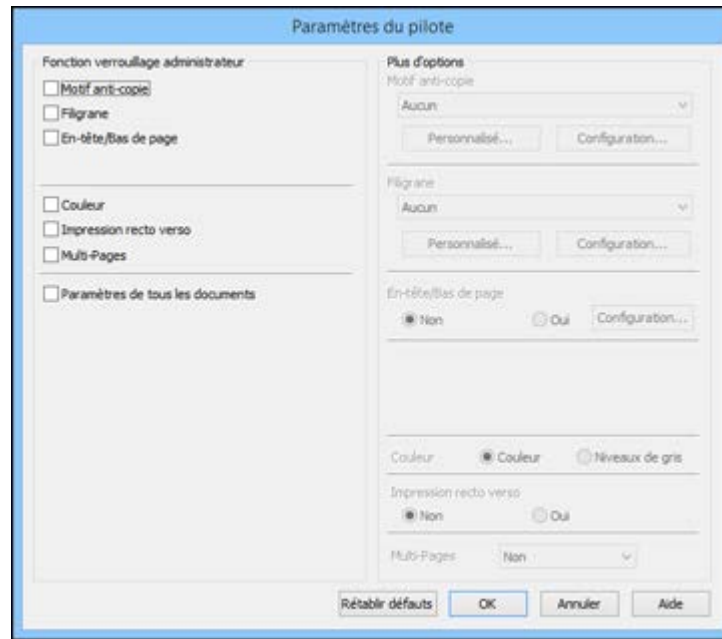 Paramètres du pilote
Fonction verrouillage administrateur
Motif anti-copie
Filigrane
En-tête/Bas de page
Couleur
Impression recto verso
Multi-Pages
Paramètres de tous les documents
Plus d'options
Motif anti-copie
Aucun
Personnalisé... Configuration...
Filigrane
Aucun
Personnalisé... Configuration...
En-tête/Bas de page
Non Oui Configuration...
Couleur Couleur Niveaux de gris
Impression recto verso
Non Oui
Multi-Pages Non
Rétablir défauts OK Annuler Aide